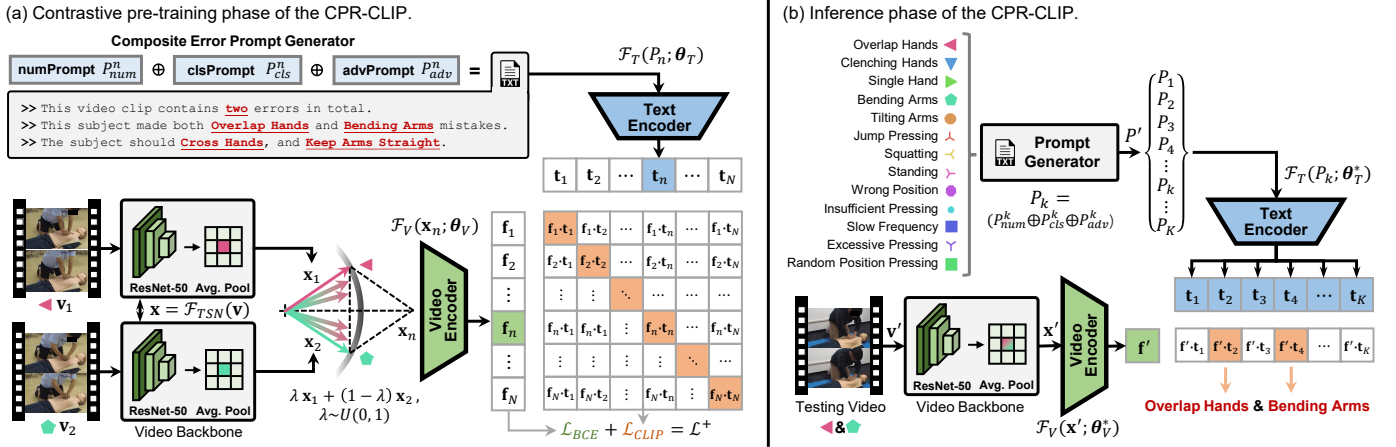 (a) Contrastive pre-training phase of the CPR-CLIP.
Composite Error Prompt Generator
numPrompt P^n_num ⊕ clsPrompt P^n_cls ⊕ advPrompt P^n_adv =
TXT
>> This video clip contains two errors in total.
>> This subject made both Overlap Hands and Bending Arms mistakes.
>> The subject should Cross Hands, and Keep Arms Straight.
F_T(P_n; θ_T)
Text
Encoder
t_1 t_2 ⋯ t_n ⋯ t_N
ResNet-50 Avg. Pool
v_1
x = F_TSN(v)
ResNet-50 Avg. Pool
v_2
Video Backbone
x_1
x_2
x_n
λ x_1 + (1 − λ) x_2 ,
λ~U(0, 1)
F_V(x_n; θ_V)
Video
Encoder
f_1
f_2
⋮
f_n
⋮
f_N
f_1·t_1 f_1·t_2 ⋯ f_1·t_n ⋯ f_1·t_N
f_2·t_1 f_2·t_2 ⋯ f_2·t_n ⋯ f_2·t_N
⋮ ⋮ ⋱ ⋯ ⋯ ⋯
f_n·t_1 f_n·t_1 ⋮ f_n·t_n ⋯ f_n·t_N
⋮ ⋮ ⋮ ⋮ ⋱ ⋯
f_N·t_1 f_N·t_2 ⋮ f_N·t_n ⋮ f_N·t_N
L_BCE + L_CLIP = L^+
(b) Inference phase of the CPR-CLIP.
Overlap Hands
Clenching Hands
Single Hand
Bending Arms
Tilting Arms
Jump Pressing
Squatting
Standing
Wrong Position
Insufficient Pressing
Slow Frequency
Excessive Pressing
Random Position Pressing
TXT
Prompt
Generator
P_k =
(P^k_num⊕P^k_cls⊕P^k_adv)
P′
P_1
P_2
P_3
P_4
⋮
P_k
⋮
P_K
F_T(P_k; θ*_T)
Text
Encoder
t_1 t_2 t_3 t_4 ⋯ t_K
Testing Video
&
v′
ResNet-50 Avg. Pool
Video Backbone
x′
Video
Encoder
F_V(x′; θ*_V)
f′
f′·t_1 f′·t_2 f′·t_3 f′·t_4 ⋯ f′·t_K
Overlap Hands & Bending Arms